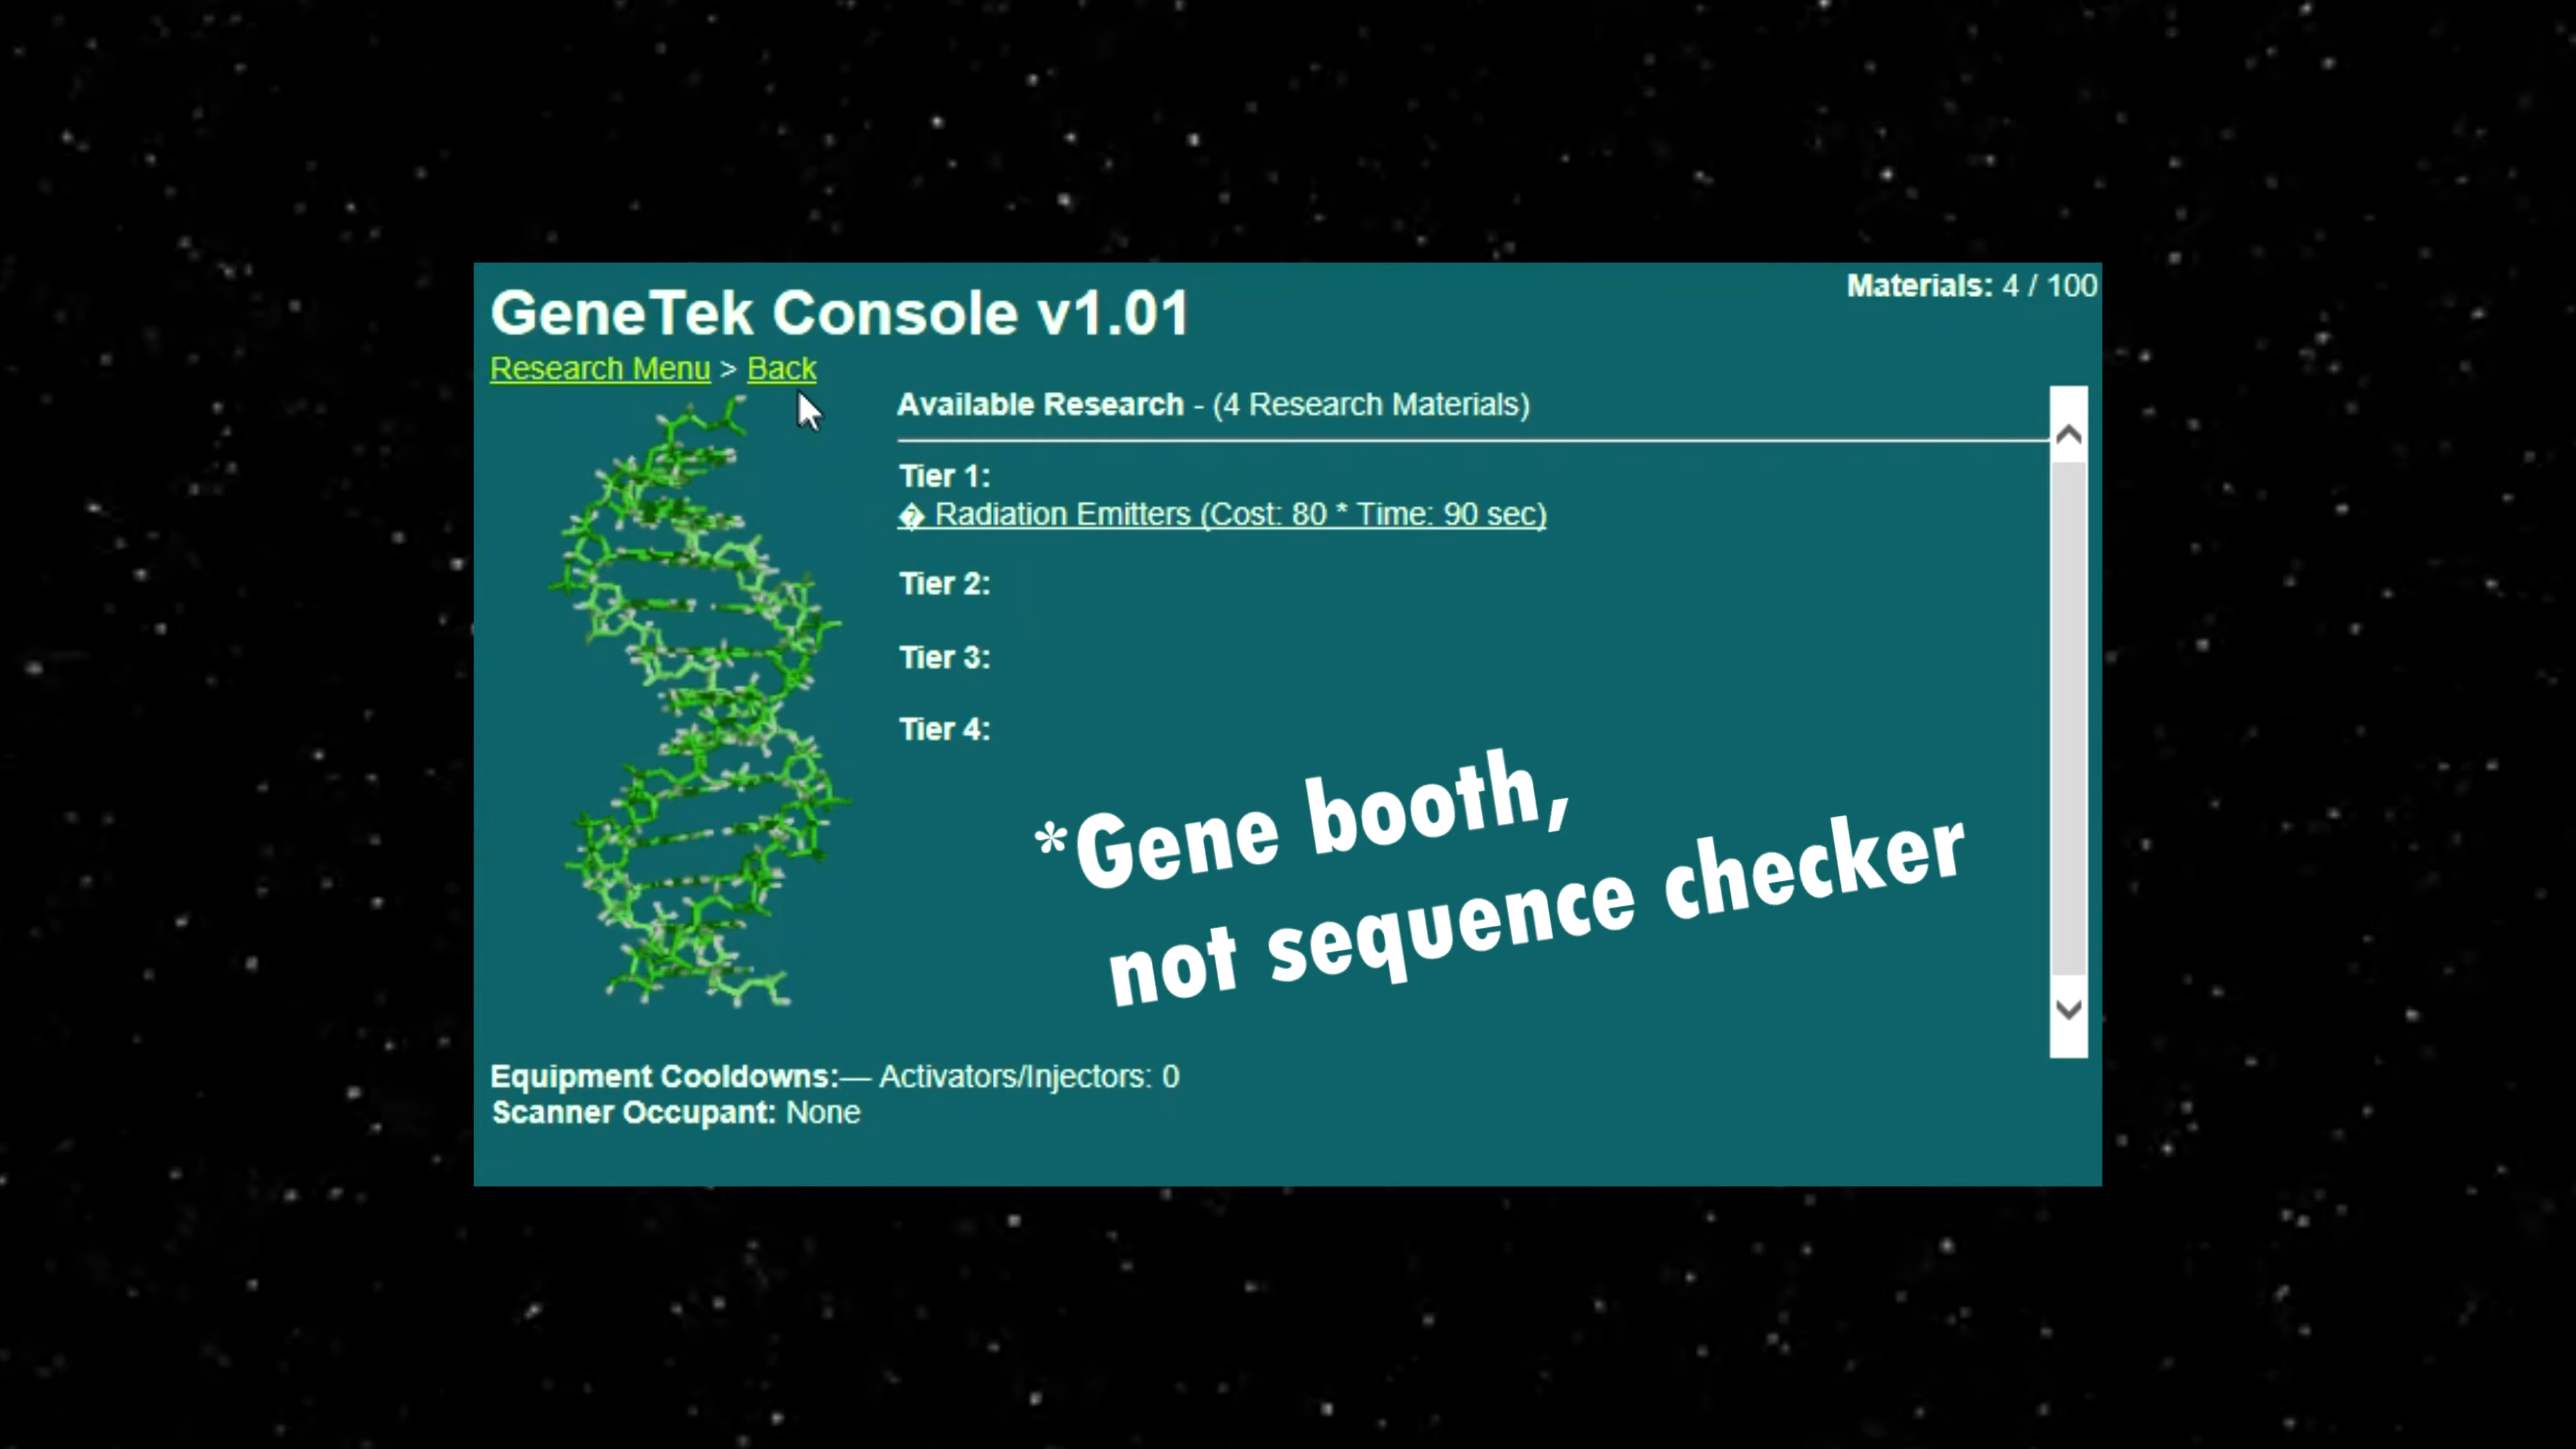 Materials: 4 / 100
GeneTek Console v1.01
Research Menu > Back
Available Research - (4 Research Materials)
Tier 1:
� Radiation Emitters (Cost: 80 * Time: 90 sec)
Tier 2:
Tier 3:
Tier 4:
*Gene booth,
not sequence checker
Equipment Cooldowns:— Activators/Injectors: 0
Scanner Occupant: None